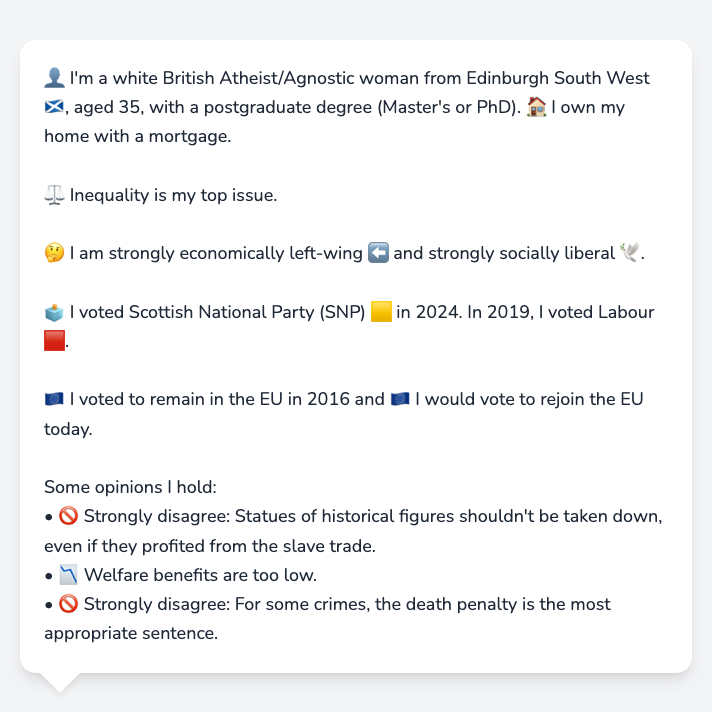 👤 I'm a white British Atheist/Agnostic woman from Edinburgh South West
🏴󠁧󠁢󠁳󠁣󠁴󠁿, aged 35, with a postgraduate degree (Master's or PhD). 🏠 I own my
home with a mortgage.
⚖️ Inequality is my top issue.
🤔 I am strongly economically left-wing ⬅️ and strongly socially liberal 🕊️.
🗳️ I voted Scottish National Party (SNP) 🟨 in 2024. In 2019, I voted Labour
🟥.
🇪🇺 I voted to remain in the EU in 2016 and 🇪🇺 I would vote to rejoin the EU
today.
Some opinions I hold:
• 🚫 Strongly disagree: Statues of historical figures shouldn't be taken down,
even if they profited from the slave trade.
• 📉 Welfare benefits are too low.
• 🚫 Strongly disagree: For some crimes, the death penalty is the most
appropriate sentence.